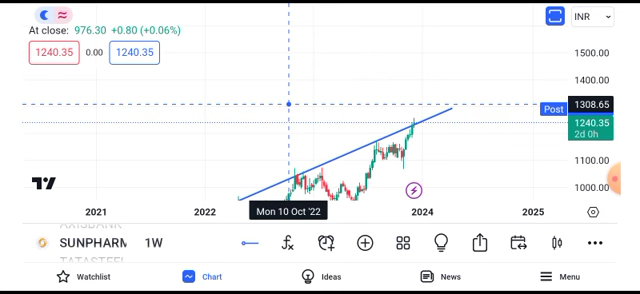 INR
At close: 976.30 +0.80 (+0.06%)
1240.35 0.00 1240.35
1500.00
1400.00
Post 1308.65
1240.35
2d 0h
1100.00
1000.00
2021 2022 Mon 10 Oct '22 2024 2025
AXISBANK
SUNPHARM 1W
TATASTEEL
Watchlist Chart Ideas News Menu